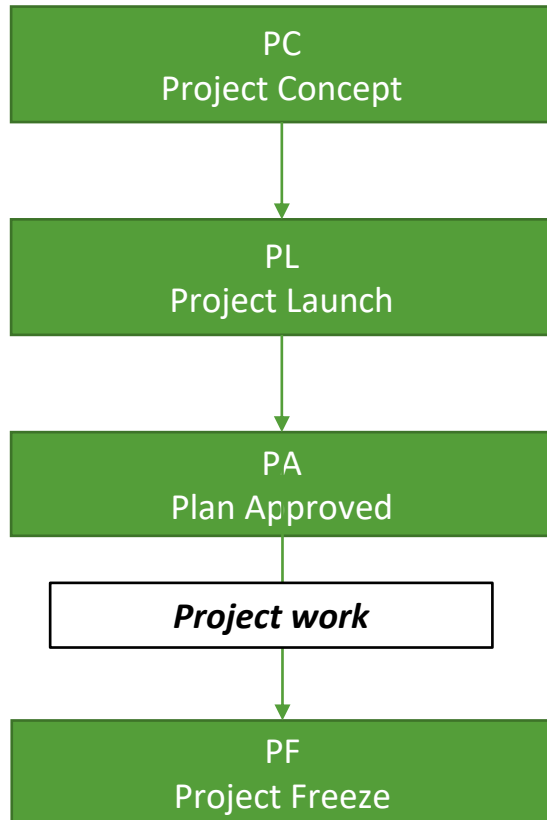 PC
Project Concept
PL
Project Launch
PA
Plan Approved
Project work
PF
Project Freeze